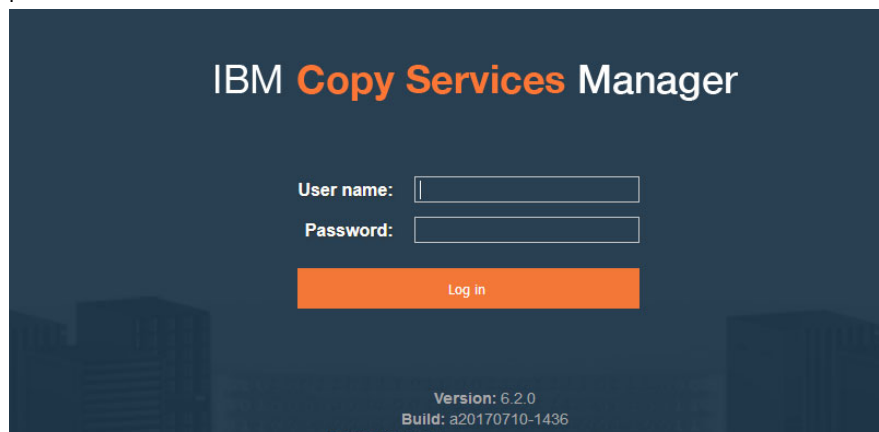 IBM Copy Services Manager
User name:
Password:
Log in
Version: 6.2.0
Build: a20170710-1436